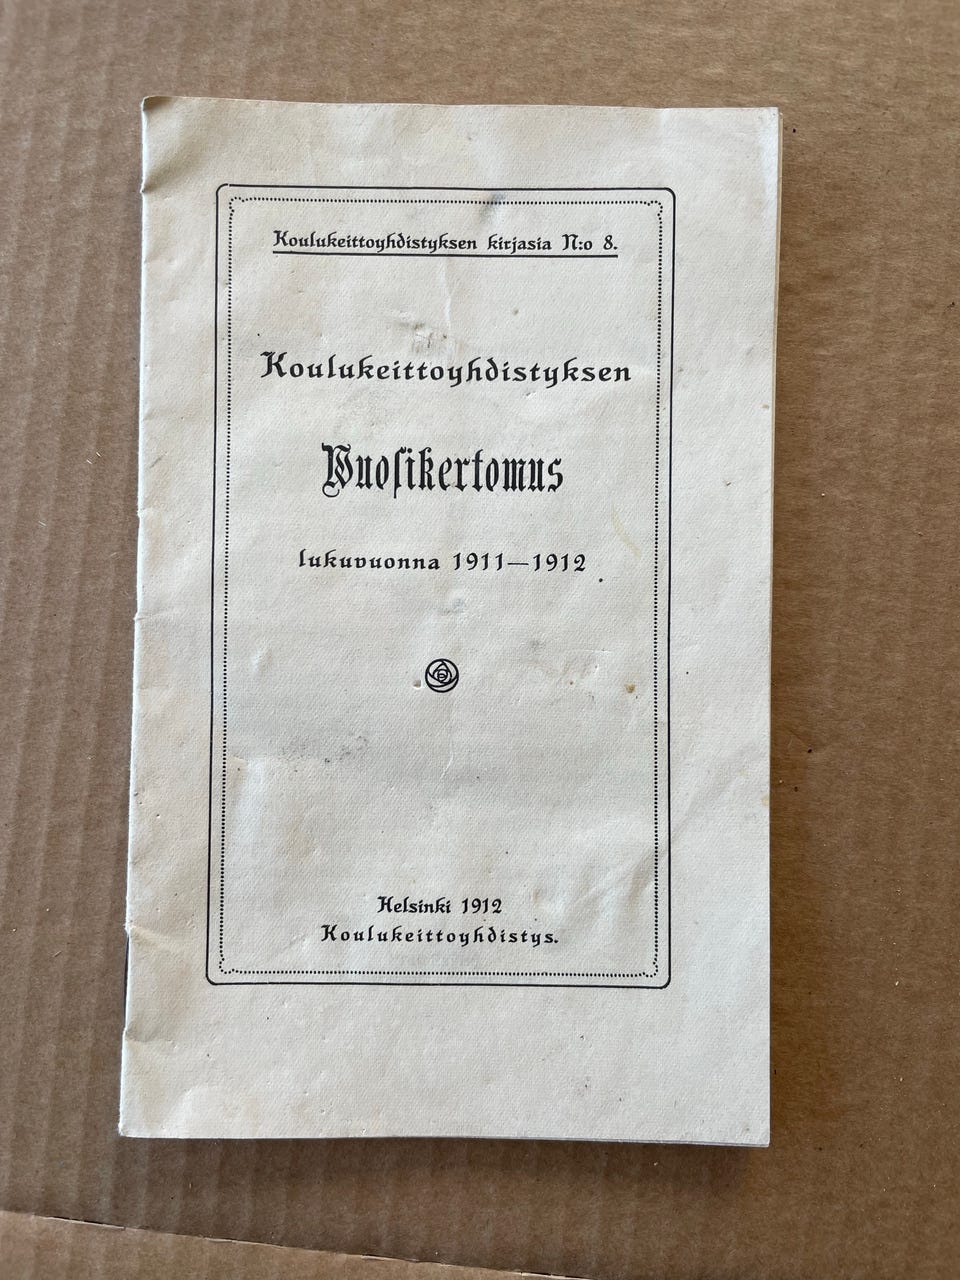 Koulukeittoyhdistyksen kirjasia N:o 8.
Koulukeittoyhdistyksen
Vuosikertomus
lukuvuonna 1911—1912
Helsinki 1912
Koulukeittoyhdistys.